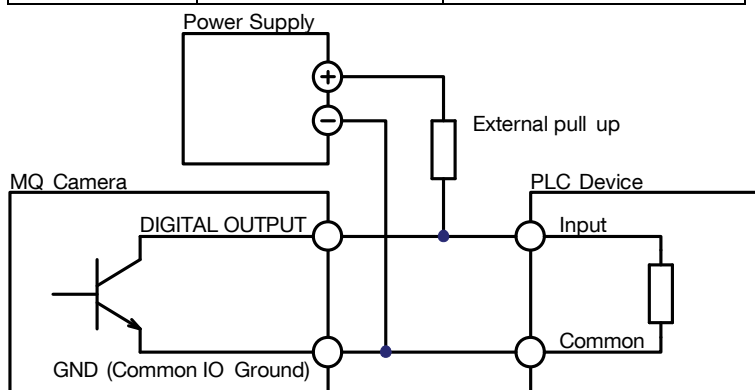 Power Supply
+
−
External pull up
MQ Camera
PLC Device
DIGITAL OUTPUT
Input
GND (Common IO Ground)
Common